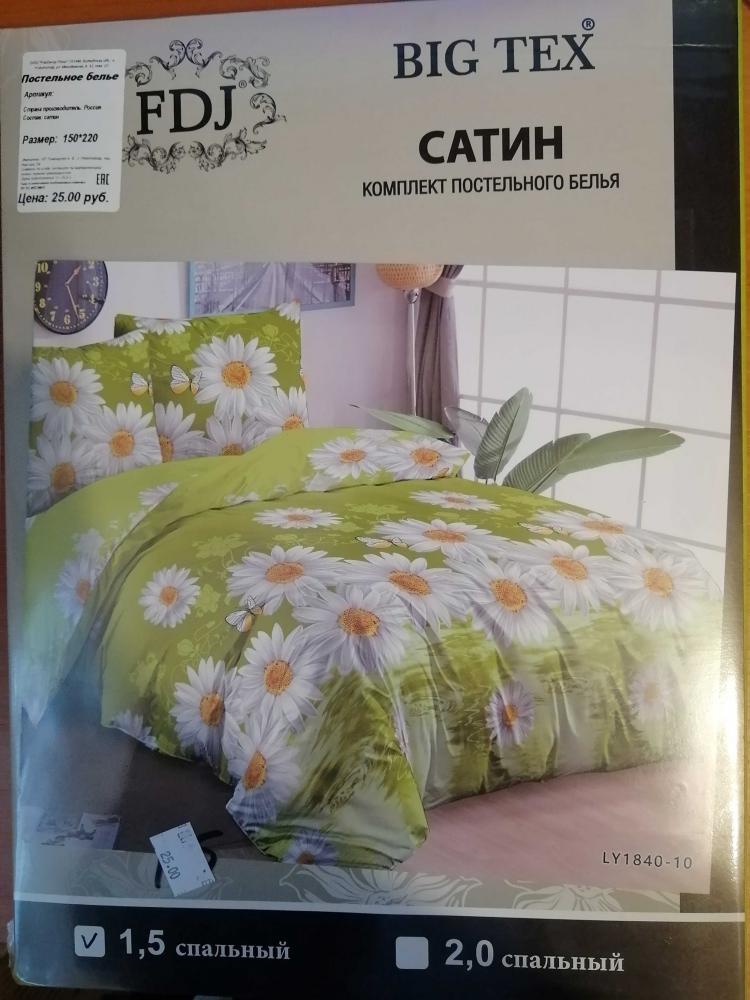 Постельное белье
Артикул:
Страна производитель: Россия
Состав: сатин
Размер: 150*220
EAC
Цена: 25.00 руб.
FDJ®
BIG TEX®
САТИН
КОМПЛЕКТ ПОСТЕЛЬНОГО БЕЛЬЯ
25.00
LY1840-10
1,5 спальный
2,0 спальный